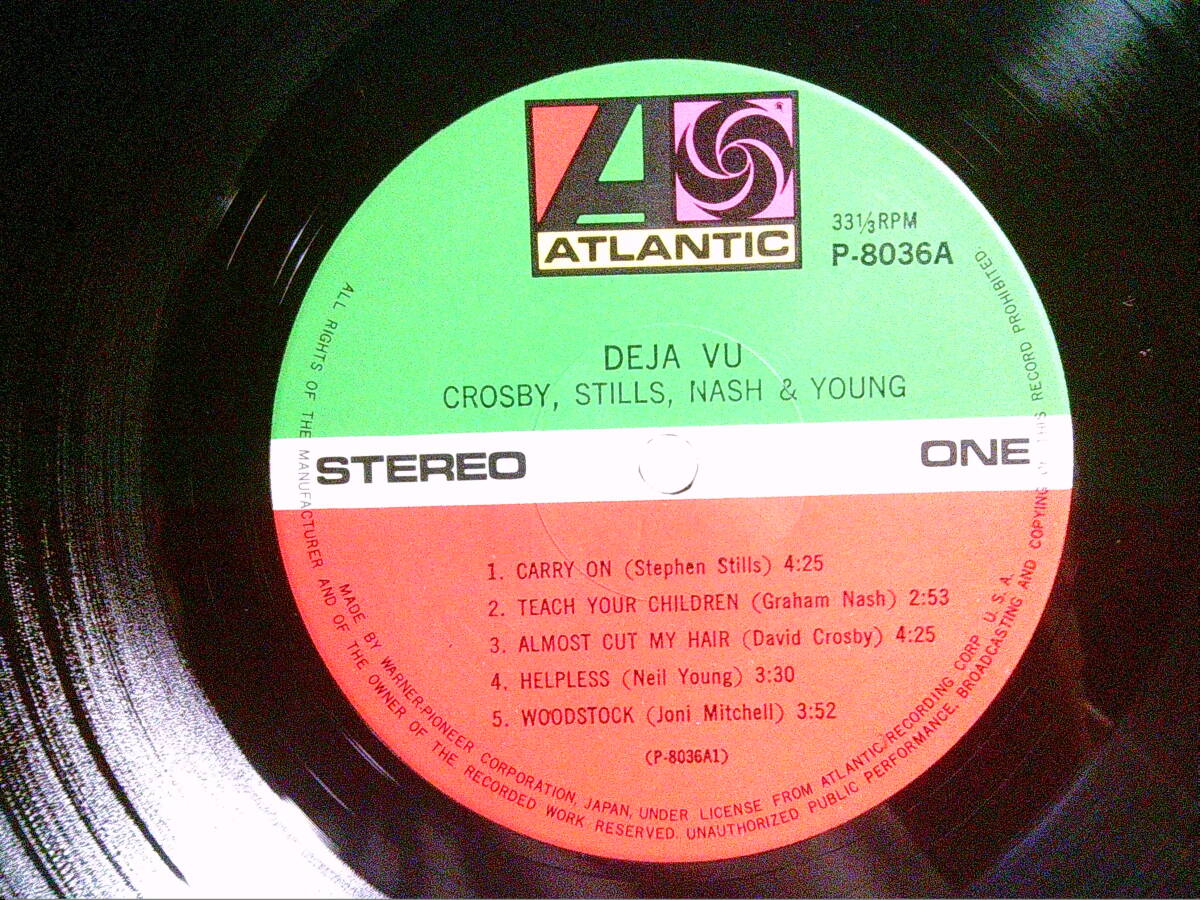 ATLANTIC
33⅓ RPM
P-8036A
DEJA VU
CROSBY, STILLS, NASH & YOUNG
STEREO
ONE
1. CARRY ON (Stephen Stills) 4:25
2. TEACH YOUR CHILDREN (Graham Nash) 2:53
3. ALMOST CUT MY HAIR (David Crosby) 4:25
4. HELPLESS (Neil Young) 3:30
5. WOODSTOCK (Joni Mitchell) 3:52
(P-8036A1)
MADE BY WARNER-PIONEER CORPORATION, JAPAN, UNDER LICENSE FROM ATLANTIC RECORDING CORP. U. S. A.
ALL RIGHTS OF THE MANUFACTURER AND OF THE OWNER OF THE RECORDED WORK RESERVED. UNAUTHORIZED PUBLIC PERFORMANCE, BROADCASTING AND COPYING OF THIS RECORD PROHIBITED.